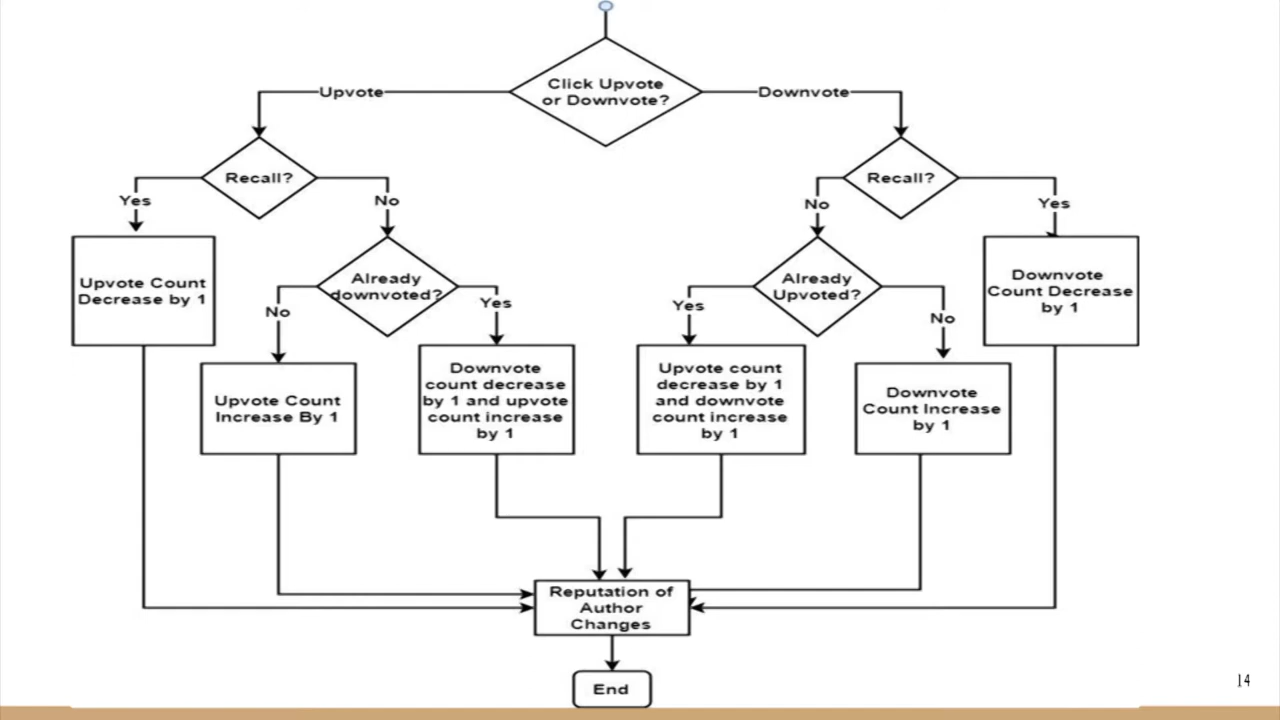 Click Upvote
or Downvote?
Upvote
Downvote
Recall?
Recall?
Yes
No
No
Yes
Upvote Count
Decrease by 1
Already
downvoted?
Already
Upvoted?
Downvote
Count Decrease
by 1
No
Yes
Yes
No
Upvote Count
Increase By 1
Downvote
count decrease
by 1 and upvote
count increase
by 1
Upvote count
decrease by 1
and downvote
count increase
by 1
Downvote
Count Increase
by 1
Reputation of
Author
Changes
End
14